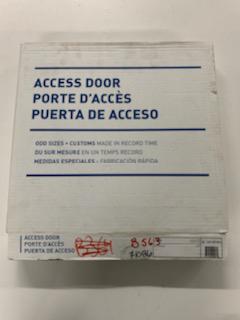 ACCESS DOOR
PORTE D'ACCÈS
PUERTA DE ACCESO
ODD SIZES + CUSTOMS MADE IN RECORD TIME
DU SUR MESURE EN UN TEMPS RECORD
MEDIDAS ESPECIALES - FABRICACIÓN RÁPIDA
ACCESS DOOR
PORTE D'ACCÈS
PUERTA DE ACCESO
8563